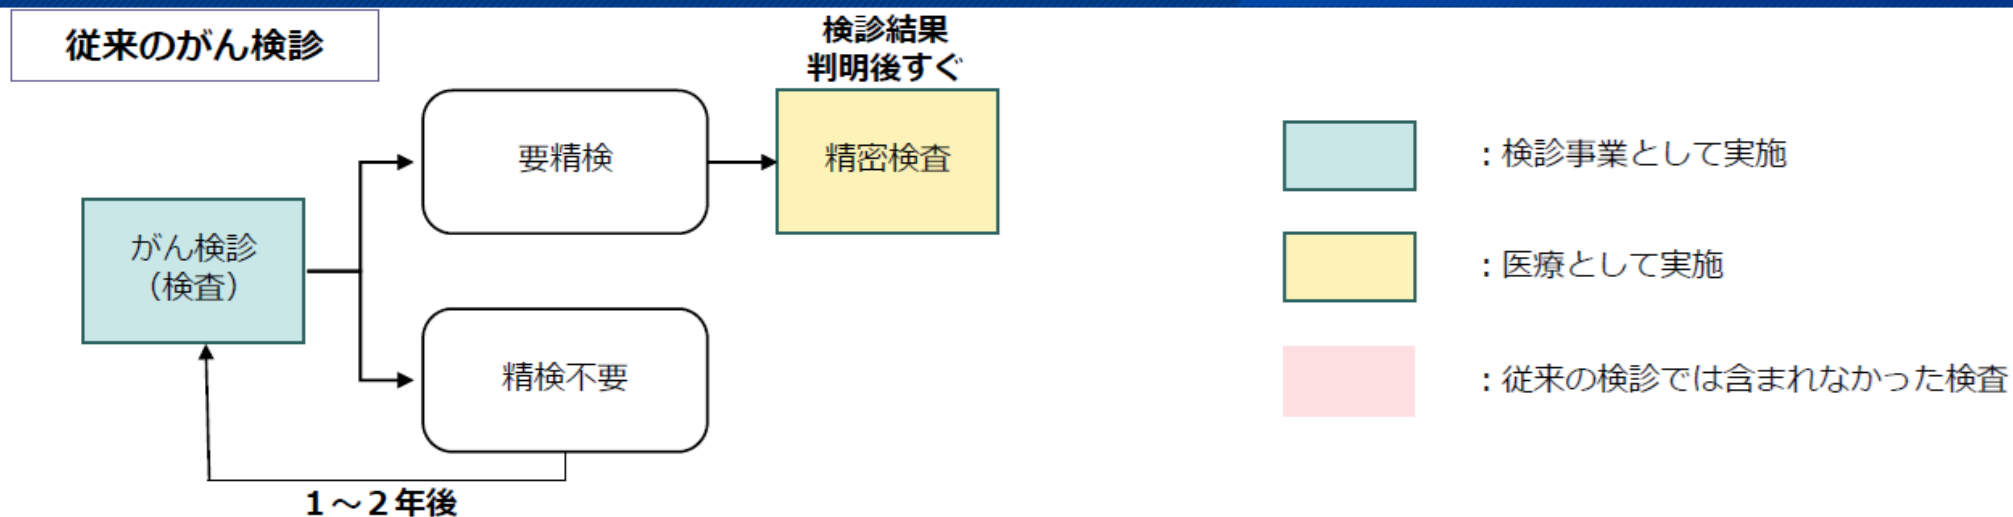 従来のがん検診
検診結果
判明後すぐ
要精検
精密検査
がん検診
(検査)
精検不要
1~2年後
:検診事業として実施
:医療として実施
:従来の検診では含まれなかった検査